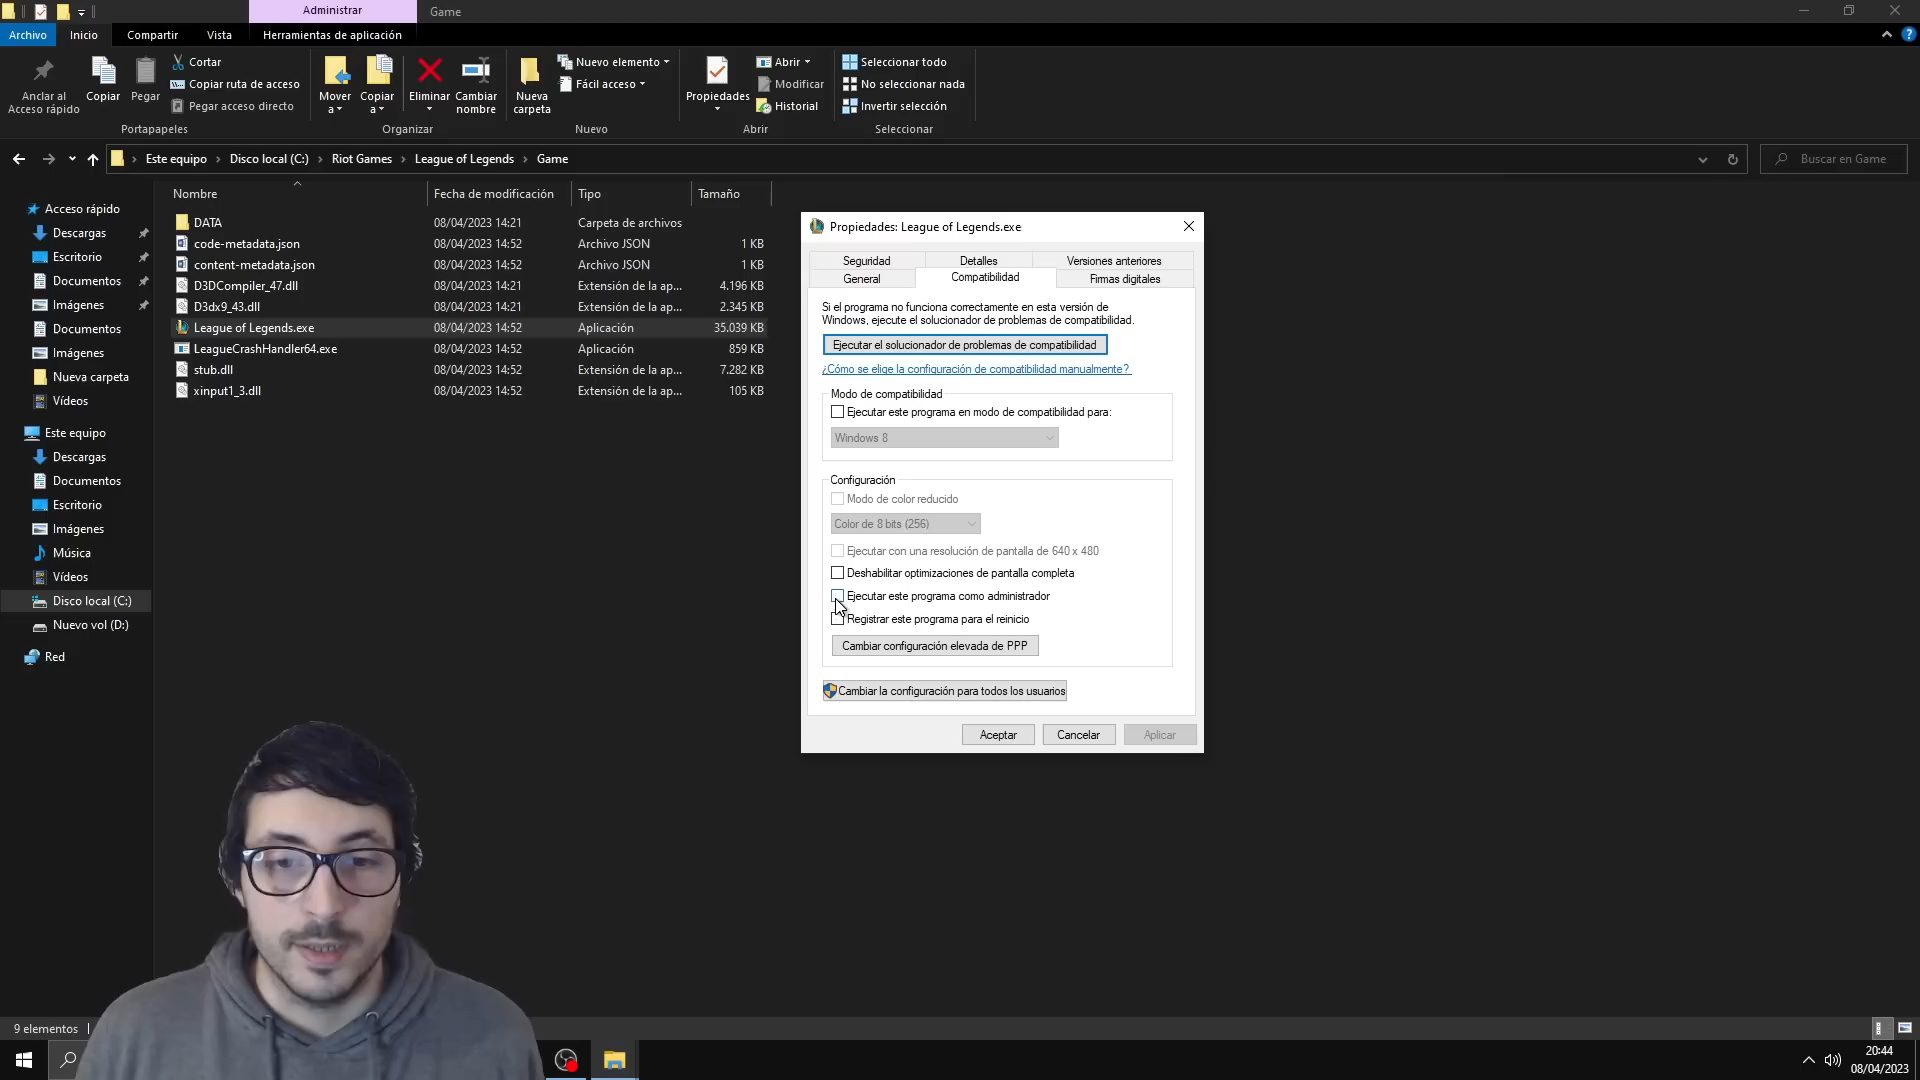 Administrar
Game
Archivo
Inicio
Compartir
Vista
Herramientas de aplicación
Anclar al
Acceso rápido
Copiar
Pegar
Cortar
Copiar ruta de acceso
Pegar acceso directo
Portapapeles
Mover
a
Copiar
a
Eliminar
Cambiar
nombre
Organizar
Nueva
carpeta
Nuevo elemento
Fácil acceso
Nuevo
Propiedades
Abrir
Modificar
Historial
Abrir
Seleccionar todo
No seleccionar nada
Invertir selección
Seleccionar
Este equipo > Disco local (C:) > Riot Games > League of Legends > Game
Buscar en Game
Nombre Fecha de modificación Tipo Tamaño
DATA 08/04/2023 14:21 Carpeta de archivos
code-metadata.json 08/04/2023 14:52 Archivo JSON 1 KB
content-metadata.json 08/04/2023 14:52 Archivo JSON 1 KB
D3DCompiler_47.dll 08/04/2023 14:21 Extensión de la ap... 4.196 KB
D3dx9_43.dll 08/04/2023 14:21 Extensión de la ap... 2.345 KB
League of Legends.exe 08/04/2023 14:52 Aplicación 35.039 KB
LeagueCrashHandler64.exe 08/04/2023 14:52 Aplicación 859 KB
stub.dll 08/04/2023 14:52 Extensión de la ap... 7.282 KB
xinput1_3.dll 08/04/2023 14:52 Extensión de la ap... 105 KB
Acceso rápido
Descargas
Escritorio
Documentos
Imágenes
Documentos
Imágenes
Nueva carpeta
Vídeos
Este equipo
Descargas
Documentos
Escritorio
Imágenes
Música
Vídeos
Disco local (C:)
Nuevo vol (D:)
Red
Propiedades: League of Legends.exe
Seguridad Detalles Versiones anteriores
General Compatibilidad Firmas digitales
Si el programa no funciona correctamente en esta versión de
Windows, ejecute el solucionador de problemas de compatibilidad.
Ejecutar el solucionador de problemas de compatibilidad
¿Cómo se elige la configuración de compatibilidad manualmente?
Modo de compatibilidad
Ejecutar este programa en modo de compatibilidad para:
Windows 8
Configuración
Modo de color reducido
Color de 8 bits (256)
Ejecutar con una resolución de pantalla de 640 x 480
Deshabilitar optimizaciones de pantalla completa
Ejecutar este programa como administrador
Registrar este programa para el reinicio
Cambiar configuración elevada de PPP
Cambiar la configuración para todos los usuarios
Aceptar Cancelar Aplicar
9 elementos
20:44
08/04/2023